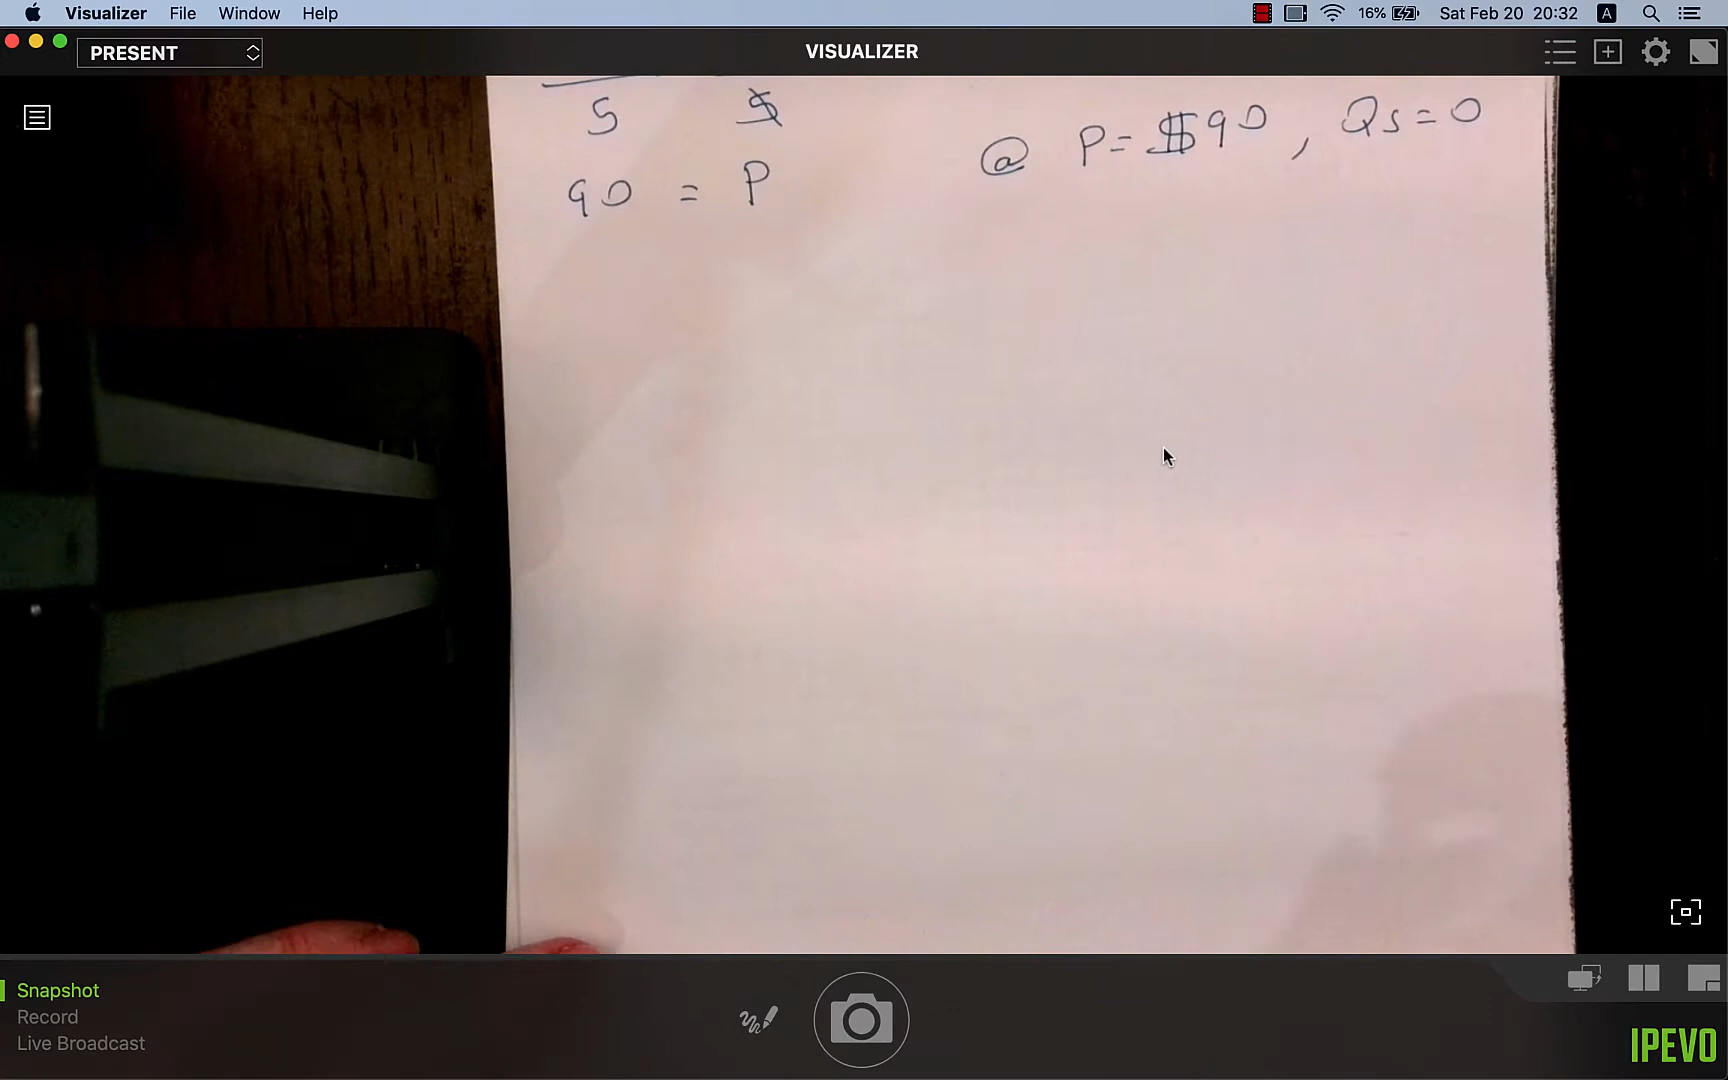 Visualizer File Window Help 16% Sat Feb 20 20:32 A
PRESENT VISUALIZER
5 5
@ P = $90 , Qs = 0
90 = P
Snapshot
Record
Live Broadcast
IPEVO